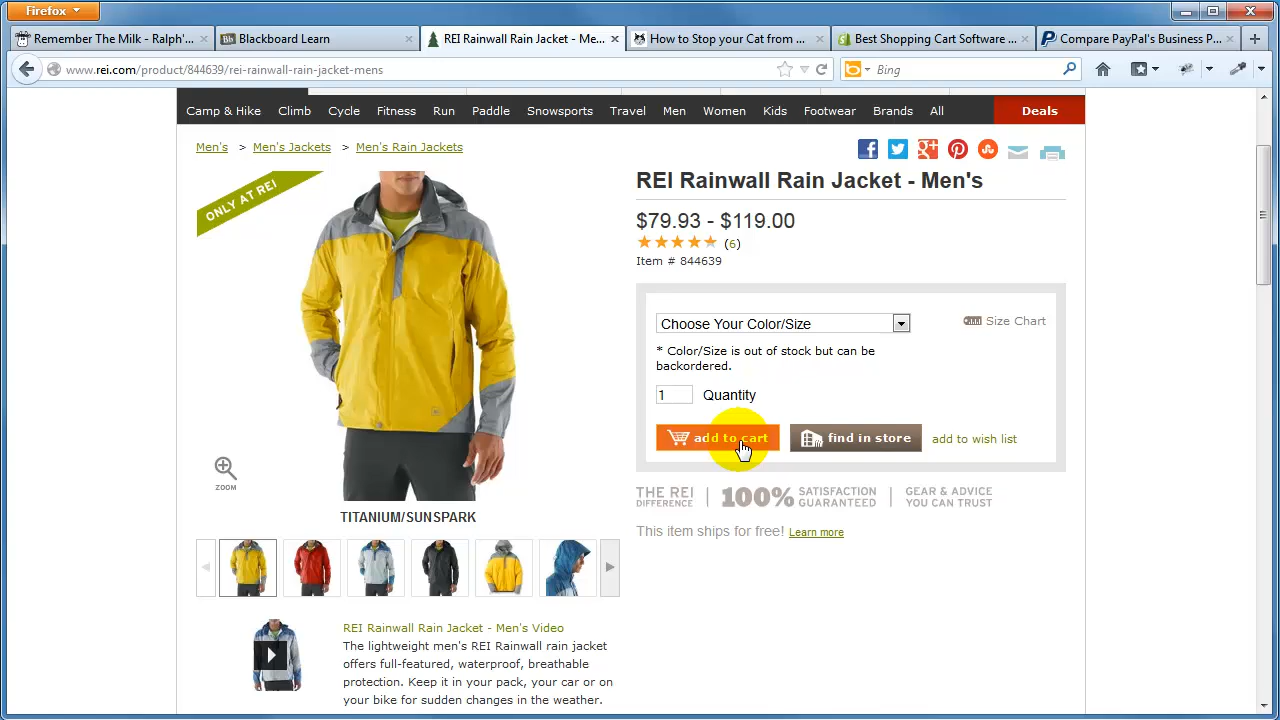 Firefox
Remember The Milk - Ralph'...
Blackboard Learn
REI Rainwall Rain Jacket - Me...
How to Stop your Cat from ...
Best Shopping Cart Software ...
Compare PayPal's Business P...
www.rei.com/product/844639/rei-rainwall-rain-jacket-mens
Bing
Camp & Hike Climb Cycle Fitness Run Paddle Snowsports Travel Men Women Kids Footwear Brands All Deals
Men's > Men's Jackets > Men's Rain Jackets
ONLY AT REI
ZOOM
TITANIUM/SUNSPARK
REI Rainwall Rain Jacket - Men's
$79.93 - $119.00
(6)
Item # 844639
Choose Your Color/Size
Size Chart
* Color/Size is out of stock but can be
backordered.
1 Quantity
add to cart
find in store
add to wish list
THE REI
DIFFERENCE
100% SATISFACTION
GUARANTEED
GEAR & ADVICE
YOU CAN TRUST
This item ships for free! Learn more
REI Rainwall Rain Jacket - Men's Video
The lightweight men's REI Rainwall rain jacket
offers full-featured, waterproof, breathable
protection. Keep it in your pack, your car or on
your bike for sudden changes in the weather.